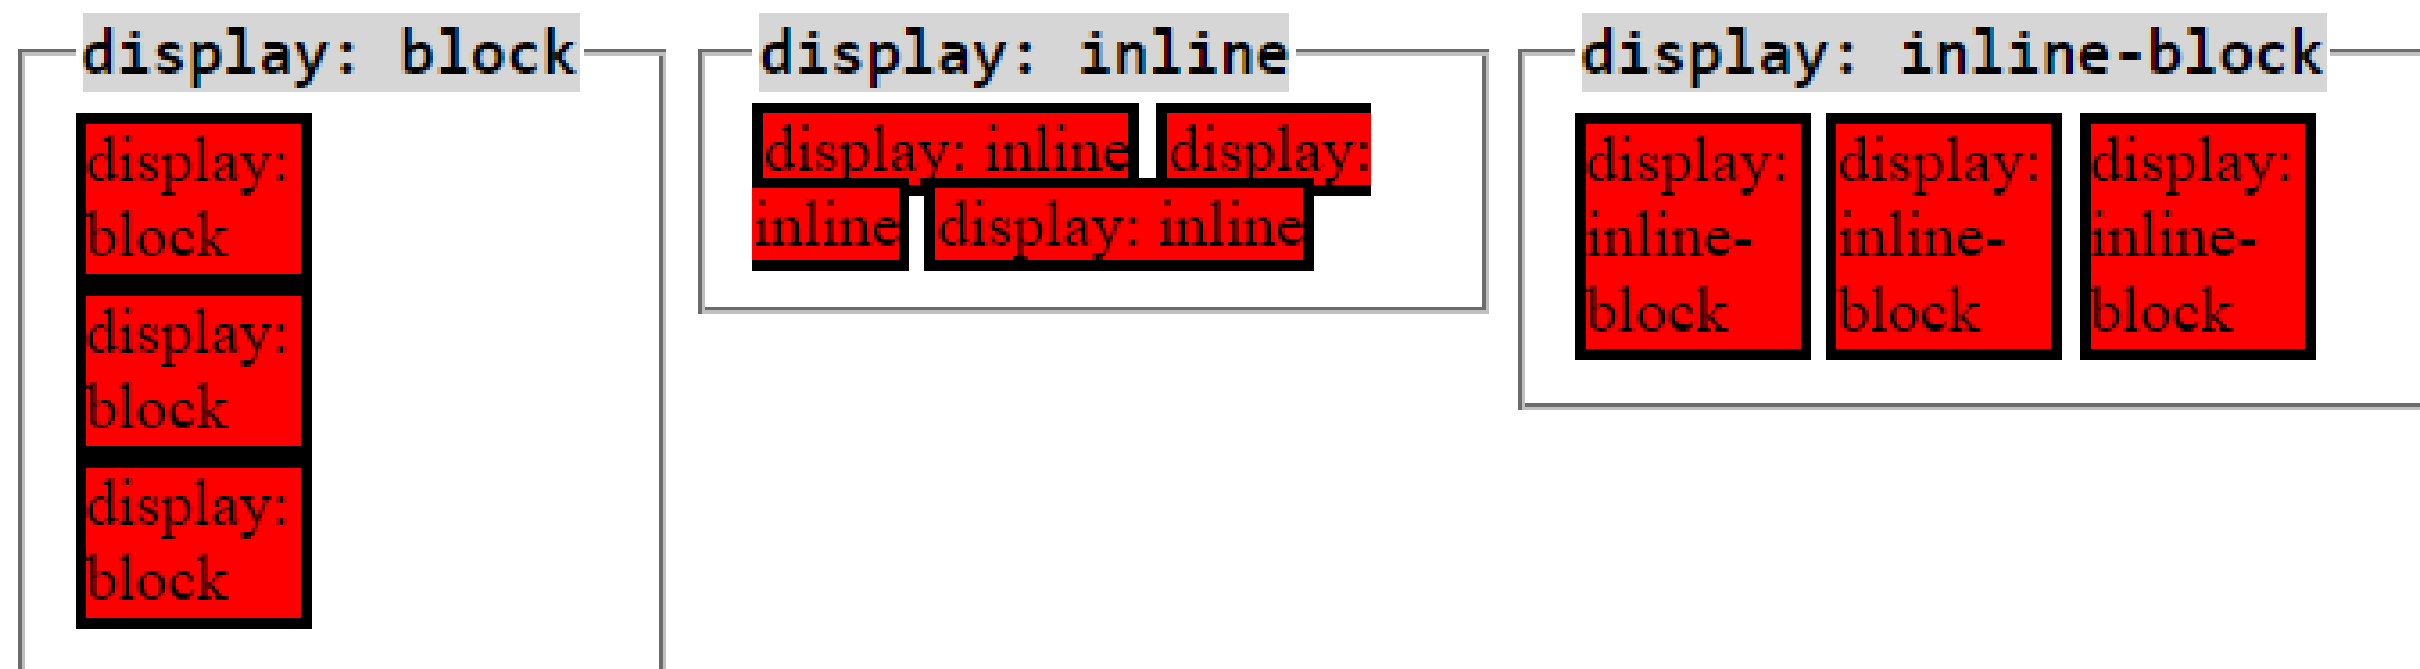 display: block
display:
block
display:
block
display:
block
display: inline
display: inline display:
inline display: inline
display: inline-block
display:
inline-
block
display:
inline-
block
display:
inline-
block